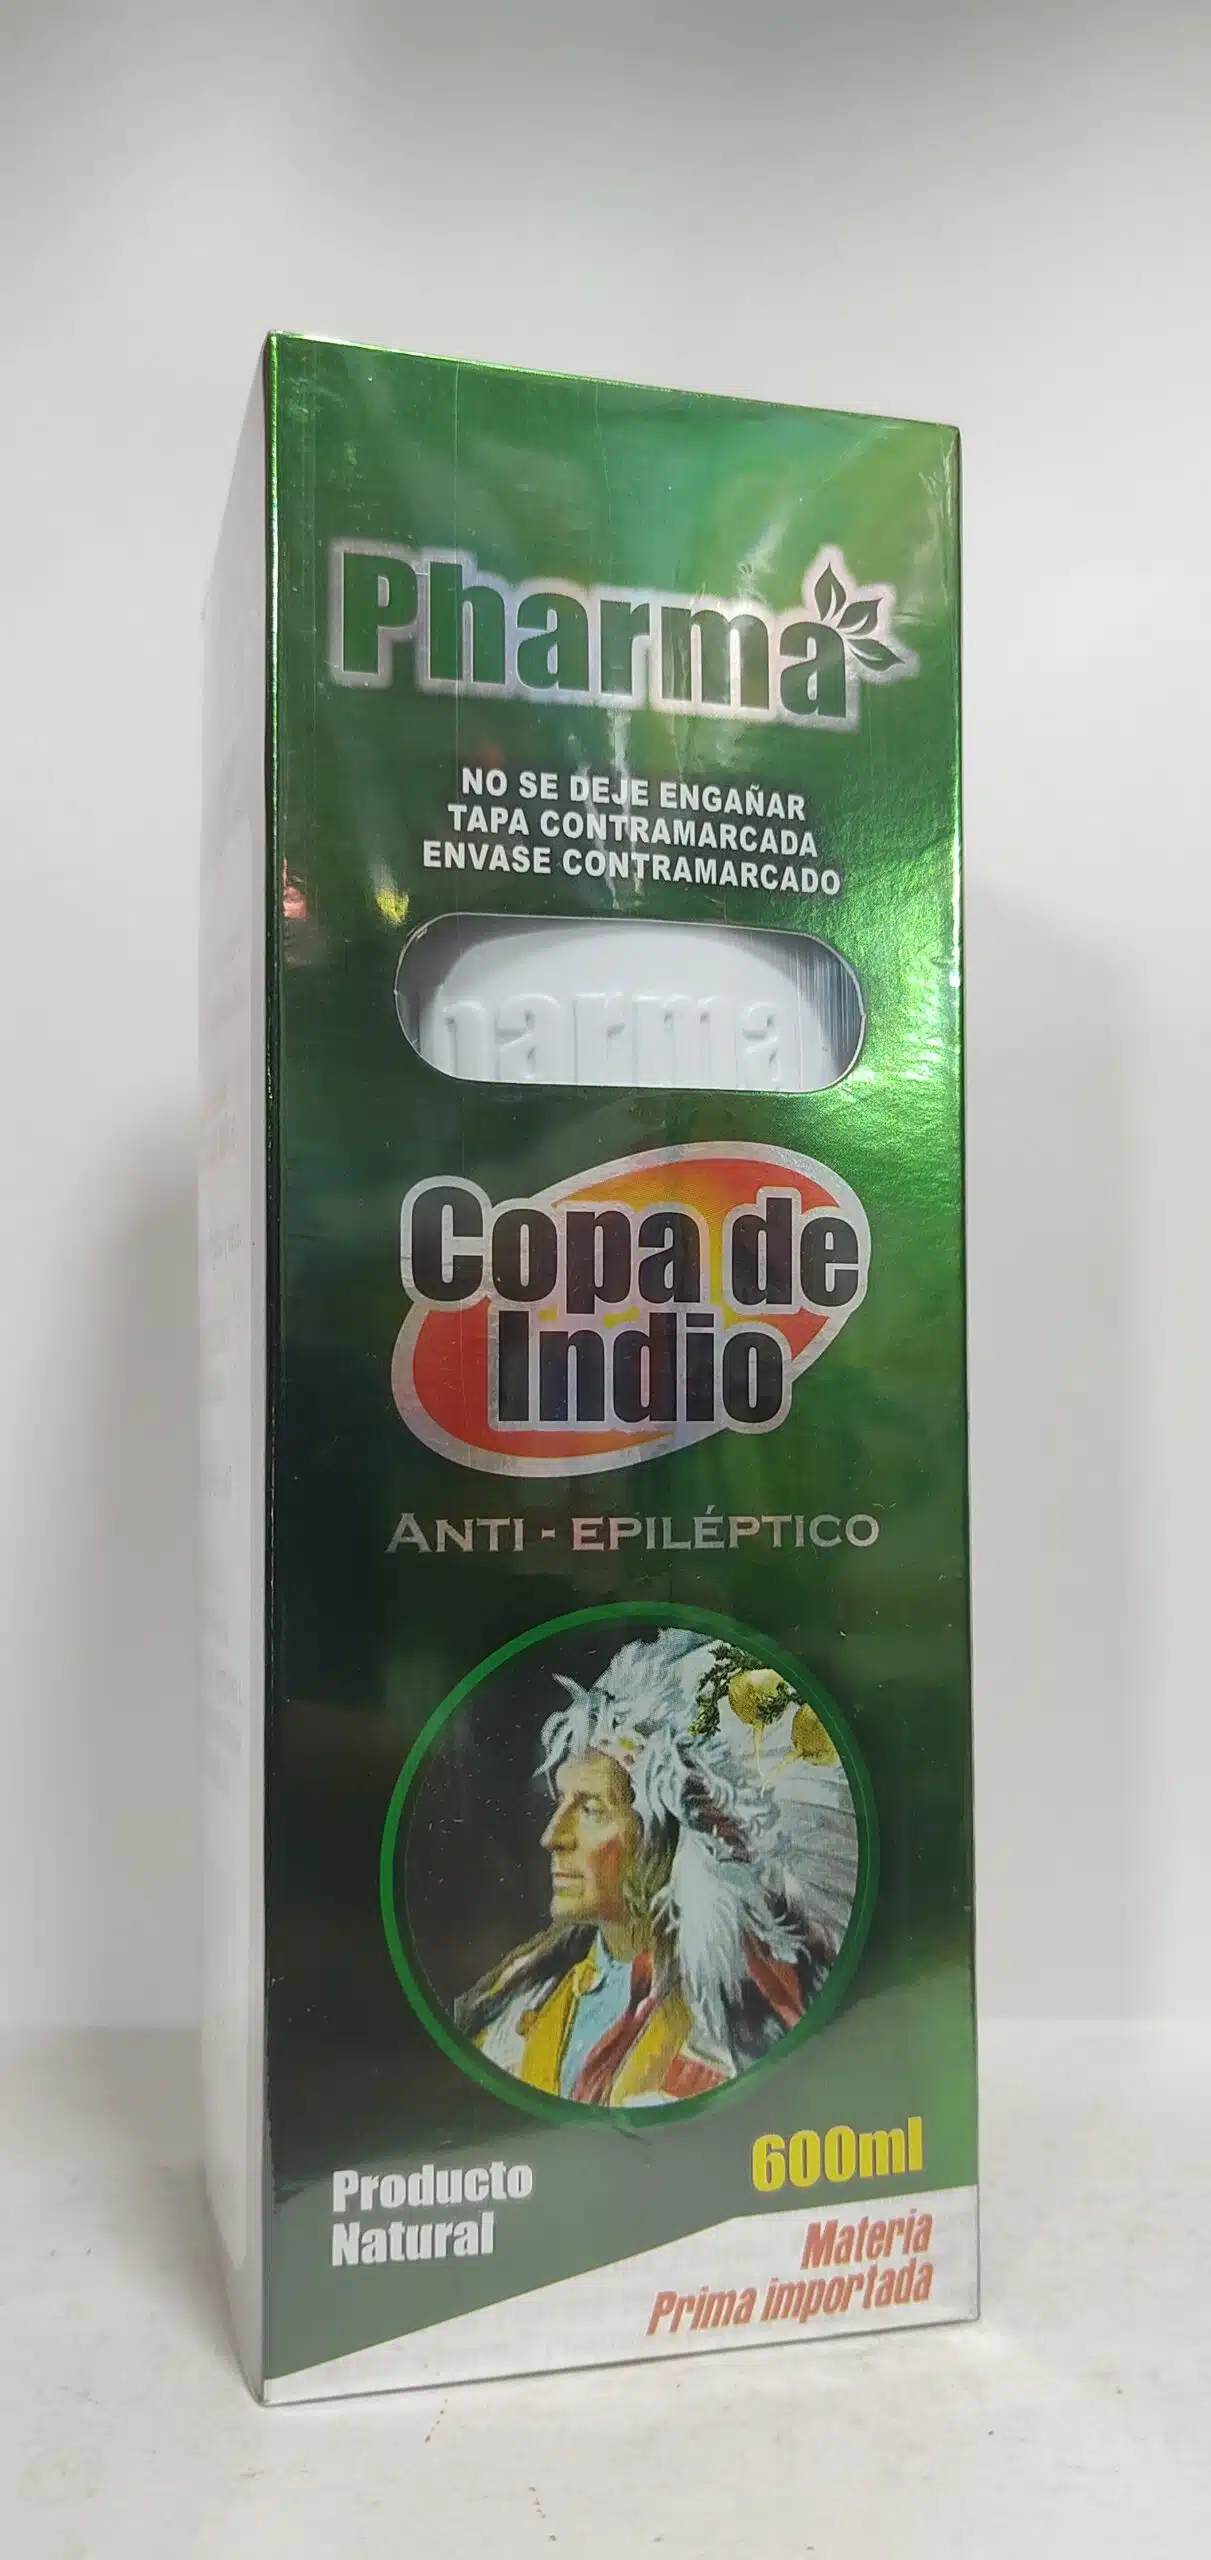 Pharma
NO SE DEJE ENGAÑAR
TAPA CONTRAMARCADA
ENVASE CONTRAMARCADO
harma
Copa de
Indio
ANTI - EPILÉPTICO
600ml
Producto
Natural
Materia
Prima importada